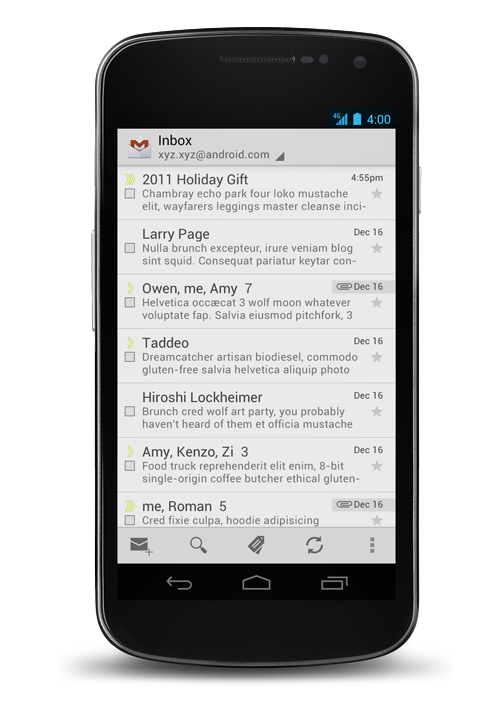 4G 4:00
Inbox
xyz.xyz@android.com
2011 Holiday Gift 4:55pm
Chambray echo park four loko mustache
elit, wayfarers leggings master cleanse inci-
Larry Page Dec 16
Nulla brunch excepteur, irure veniam blog
sint squid. Consequat pariatur keytar con-
Owen, me, Amy 7 Dec 16
Helvetica occæcat 3 wolf moon whatever
voluptate fap. Salvia eiusmod pitchfork, 3
Taddeo Dec 16
Dreamcatcher artisan biodiesel, commodo
gluten-free salvia helvetica aliquip photo
Hiroshi Lockheimer Dec 16
Brunch cred wolf art party, you probably
haven't heard of them et officia mustache
Amy, Kenzo, Zi 3 Dec 16
Food truck reprehenderit elit enim, 8-bit
single-origin coffee butcher ethical gluten-
me, Roman 5 Dec 16
Cred fixie culpa, hoodie adipisicing